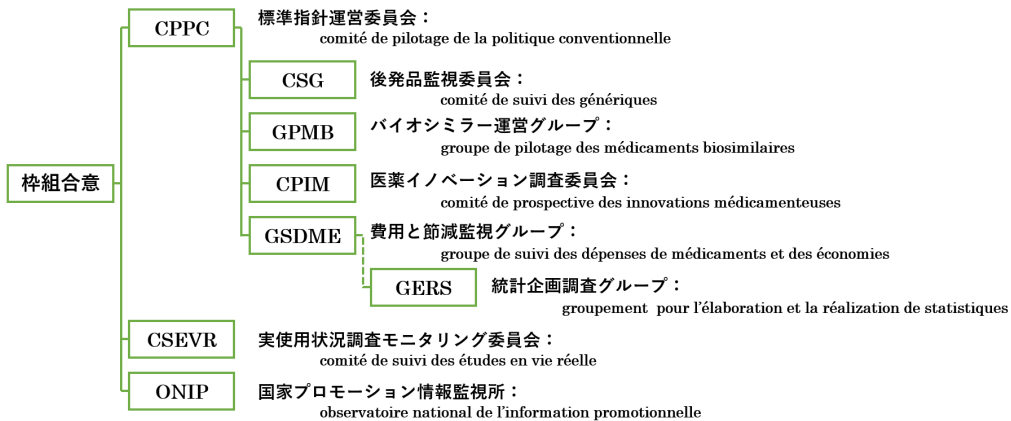 CPPC
標準指針運営委員会：
comité de pilotage de la politique conventionnelle
CSG
後発品監視委員会：
comité de suivi des génériques
GPMB
バイオシミラー運営グループ：
groupe de pilotage des médicaments biosimilaires
枠組合意
CPIM
医薬イノベーション調査委員会：
comité de prospective des innovations médicamenteuses
GSDME
費用と節減監視グループ：
groupe de suivi des dépenses de médicaments et des économies
GERS
統計企画調査グループ：
groupement pour l'élaboration et la réalization de statistiques
CSEVR
実使用状況調査モニタリング委員会：
comité de suivi des études en vie réelle
ONIP
国家プロモーション情報監視所：
observatoire national de l'information promotionnelle